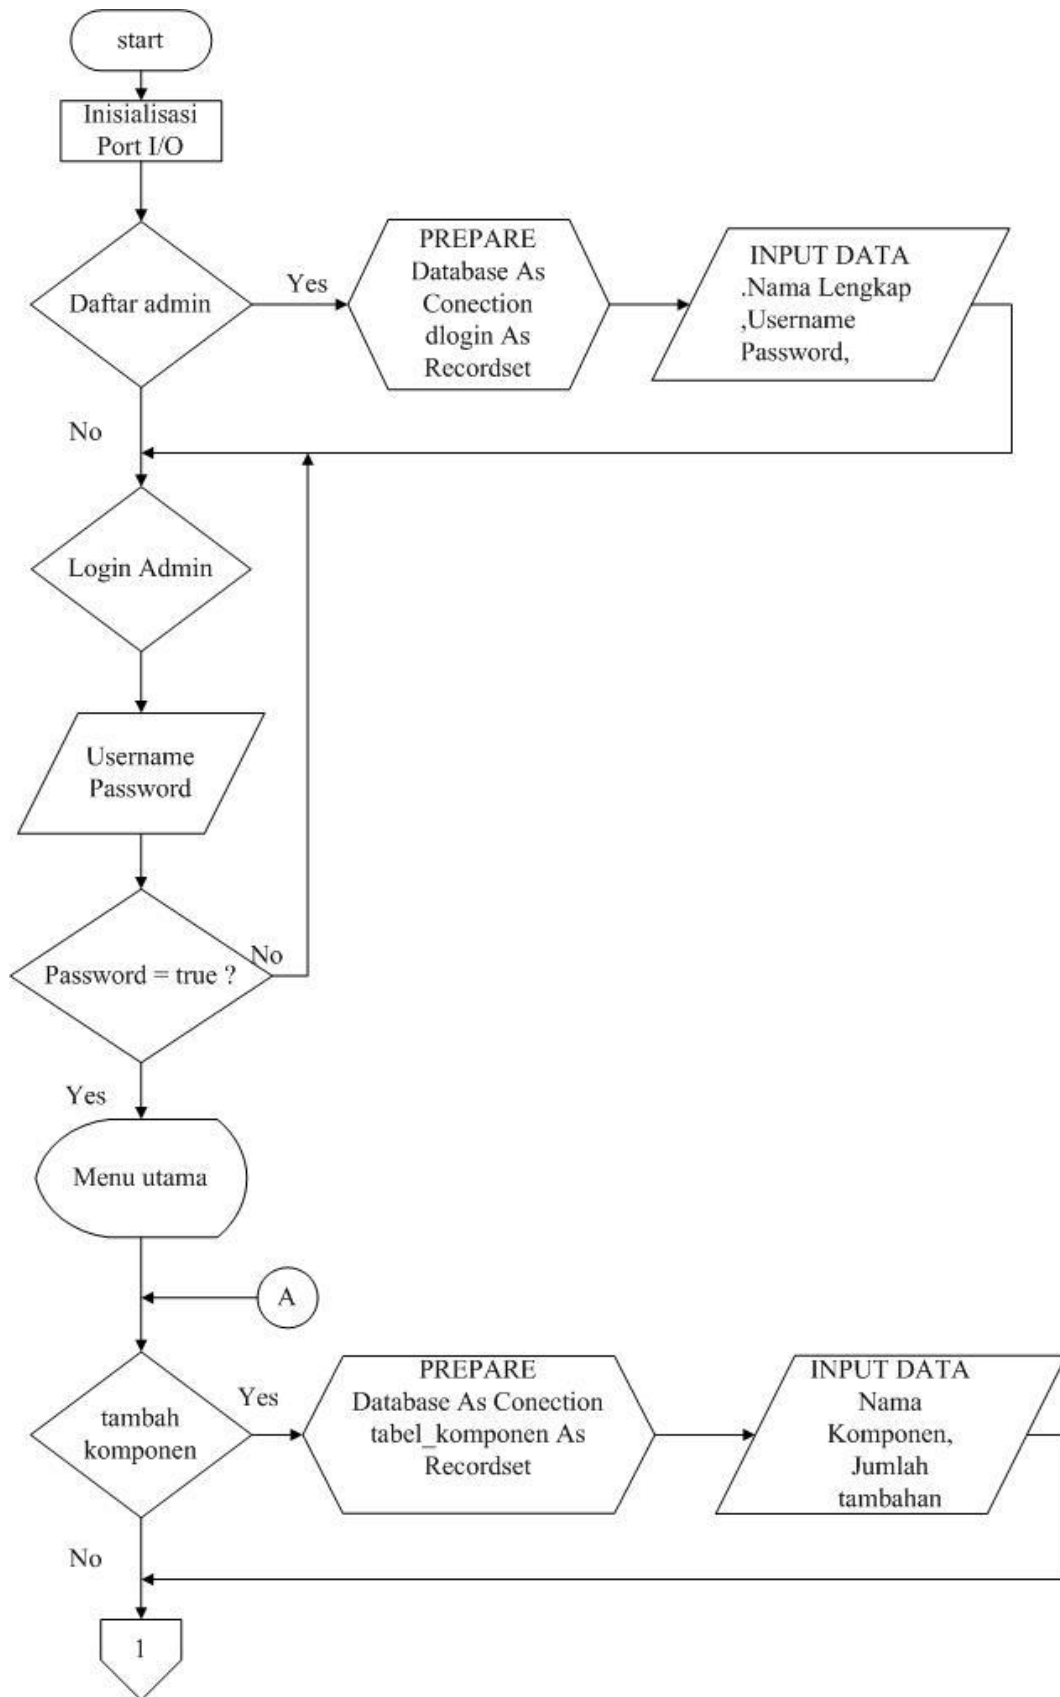 start
Inisialisasi
Port I/O
Daftar admin
Yes
PREPARE
Database As
Conection
dlogin As
Recordset
INPUT DATA
.Nama Lengkap
,Username
Password,
No
Login Admin
Username
Password
Password = true ?
No
Yes
Menu utama
A
tambah
komponen
Yes
PREPARE
Database As Conection
tabel_komponen As
Recordset
INPUT DATA
Nama
Komponen,
Jumlah
tambahan
No
1